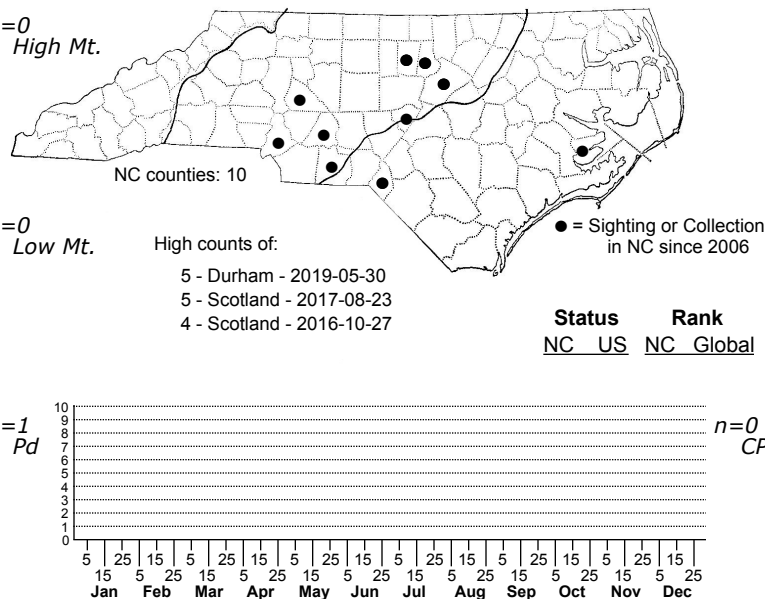 =0
High Mt.
NC counties: 10
=0
Low Mt.
High counts of:
5 - Durham - 2019-05-30
5 - Scotland - 2017-08-23
4 - Scotland - 2016-10-27
● = Sighting or Collection
in NC since 2006
Status Rank
NC US NC Global
=1
Pd
n=0
CP
10
9
8
7
6
5
4
3
2
1
0
5 25 15 5 25 15 5 25 15 5 25 15 5 25 15 5 25 15
15 5 25 15 5 25 15 5 25 15 5 25 15 5 25 15 5 25
Jan Feb Mar Apr May Jun Jul Aug Sep Oct Nov Dec